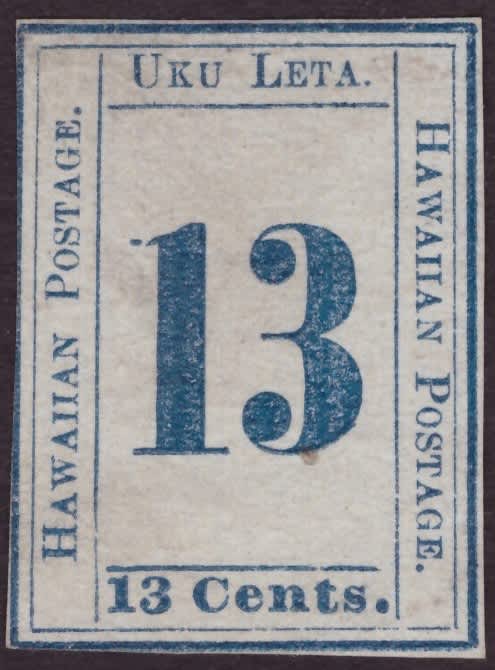 UKU LETA.
HAWAIIAN POSTAGE.
13
HAWAIIAN POSTAGE.
13 Cents.